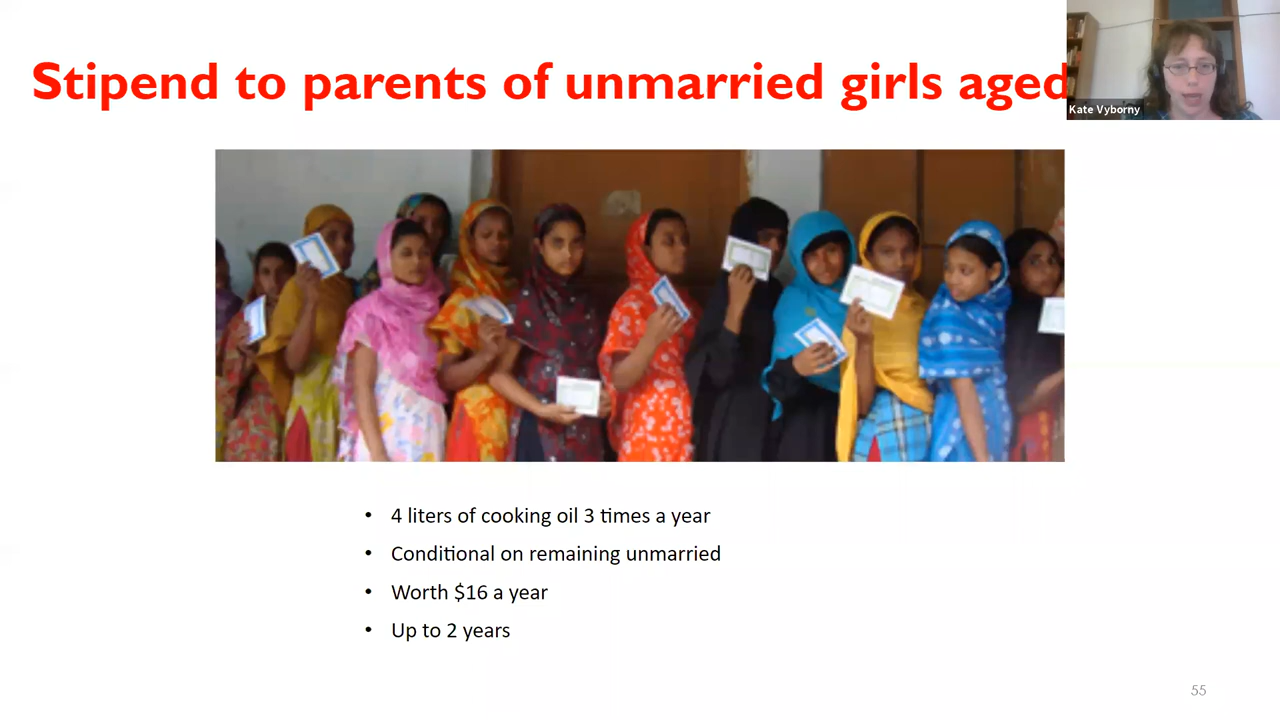 Stipend to parents of unmarried girls aged
Kate Vyborny
• 4 liters of cooking oil 3 times a year
• Conditional on remaining unmarried
• Worth $16 a year
• Up to 2 years
55